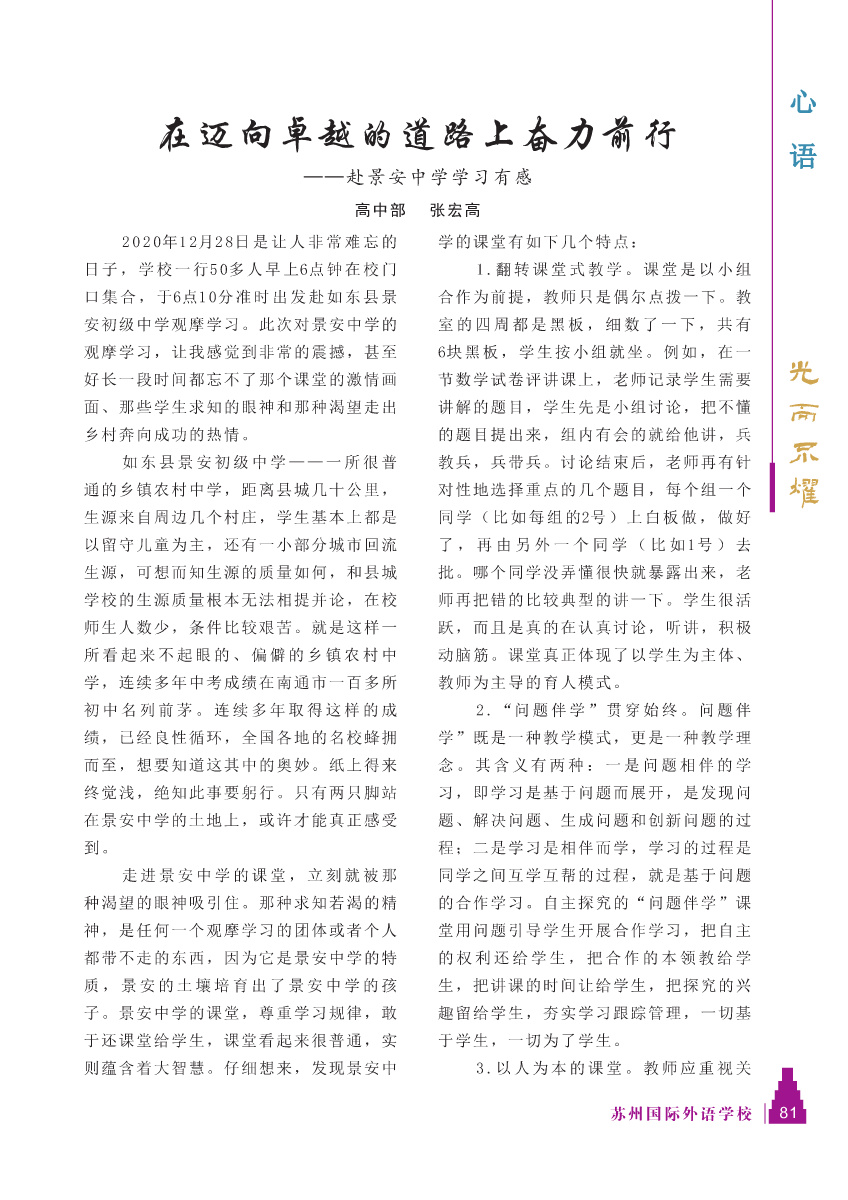 在迈向卓越的道路上奋力前行
——赴景安中学学习有感
高中部 张宏高
2020年12月28日是让人非常难忘的
日子，学校一行50多人早上6点钟在校门
口集合，于6点10分准时出发赴如东县景
安初级中学观摩学习。此次对景安中学的
观摩学习，让我感觉到非常的震撼，甚至
好长一段时间都忘不了那个课堂的激情画
面、那些学生求知的眼神和那种渴望走出
乡村奔向成功的热情。
如东县景安初级中学——一所很普
通的乡镇农村中学，距离县城几十公里，
生源来自周边几个村庄，学生基本上都是
以留守儿童为主，还有一小部分城市回流
生源，可想而知生源的质量如何，和县城
学校的生源质量根本无法相提并论，在校
师生人数少，条件比较艰苦。就是这样一
所看起来不起眼的、偏僻的乡镇农村中
学，连续多年中考成绩在南通市一百多所
初中名列前茅。连续多年取得这样的成
绩，已经良性循环，全国各地的名校蜂拥
而至，想要知道这其中的奥妙。纸上得来
终觉浅，绝知此事要躬行。只有两只脚站
在景安中学的土地上，或许才能真正感受
到。
走进景安中学的课堂，立刻就被那
种渴望的眼神吸引住。那种求知若渴的精
神，是任何一个观摩学习的团体或者个人
都带不走的东西，因为它是景安中学的特
质，景安的土壤培育出了景安中学的孩
子。景安中学的课堂，尊重学习规律，敢
于还课堂给学生，课堂看起来很普通，实
则蕴含着大智慧。仔细想来，发现景安中
学的课堂有如下几个特点：
1.翻转课堂式教学。课堂是以小组
合作为前提，教师只是偶尔点拨一下。教
室的四周都是黑板，细数了一下，共有
6块黑板，学生按小组就坐。例如，在一
节数学试卷评讲课上，老师记录学生需要
讲解的题目，学生先是小组讨论，把不懂
的题目提出来，组内有会的就给他讲，兵
教兵，兵带兵。讨论结束后，老师再有针
对性地选择重点的几个题目，每个组一个
同学（比如每组的2号）上白板做，做好
了，再由另外一个同学（比如1号）去
批。哪个同学没弄懂很快就暴露出来，老
师再把错的比较典型的讲一下。学生很活
跃，而且是真的在认真讨论，听讲，积极
动脑筋。课堂真正体现了以学生为主体、
教师为主导的育人模式。
2.“问题伴学”贯穿始终。问题伴
学”既是一种教学模式，更是一种教学理
念。其含义有两种：一是问题相伴的学
习，即学习是基于问题而展开，是发现问
题、解决问题、生成问题和创新问题的过
程；二是学习是相伴而学，学习的过程是
同学之间互学互帮的过程，就是基于问题
的合作学习。自主探究的“问题伴学”课
堂用问题引导学生开展合作学习，把自主
的权利还给学生，把合作的本领教给学
生，把讲课的时间让给学生，把探究的兴
趣留给学生，夯实学习跟踪管理，一切基
于学生，一切为了学生。
3.以人为本的课堂。教师应重视关
心语
光而不耀
苏州国际外语学校 81